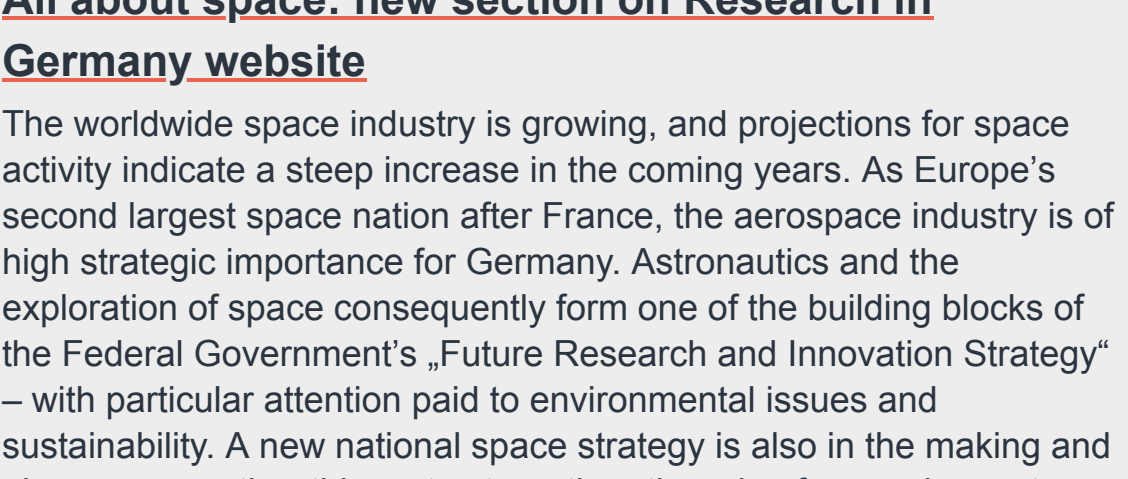 All about space: new section on Research in
Germany website
The worldwide space industry is growing, and projections for space
activity indicate a steep increase in the coming years. As Europe’s
second largest space nation after France, the aerospace industry is of
high strategic importance for Germany. Astronautics and the
exploration of space consequently form one of the building blocks of
the Federal Government’s „Future Research and Innovation Strategy“
– with particular attention paid to environmental issues and
sustainability. A new national space strategy is also in the making and